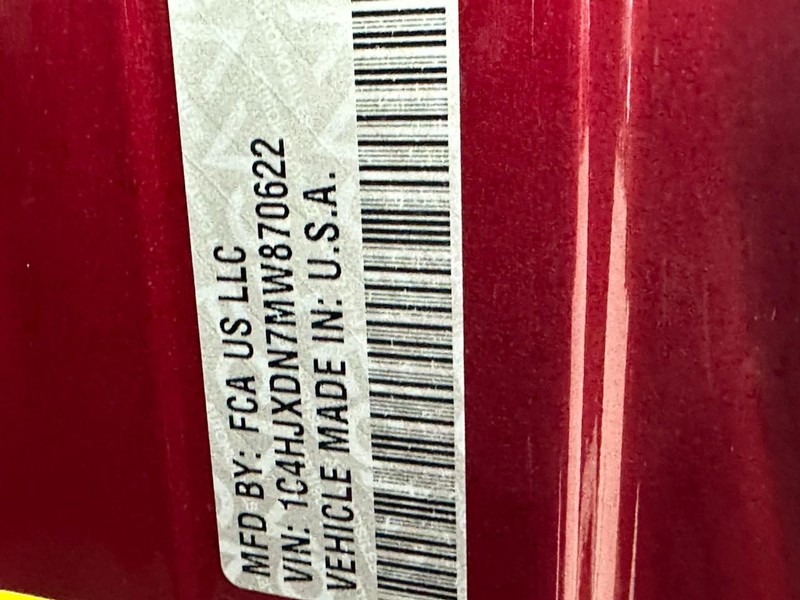 MFD BY: FCA US LLC
VIN: 1C4HJXDN7MW870622
VEHICLE MADE IN: U.S.A.